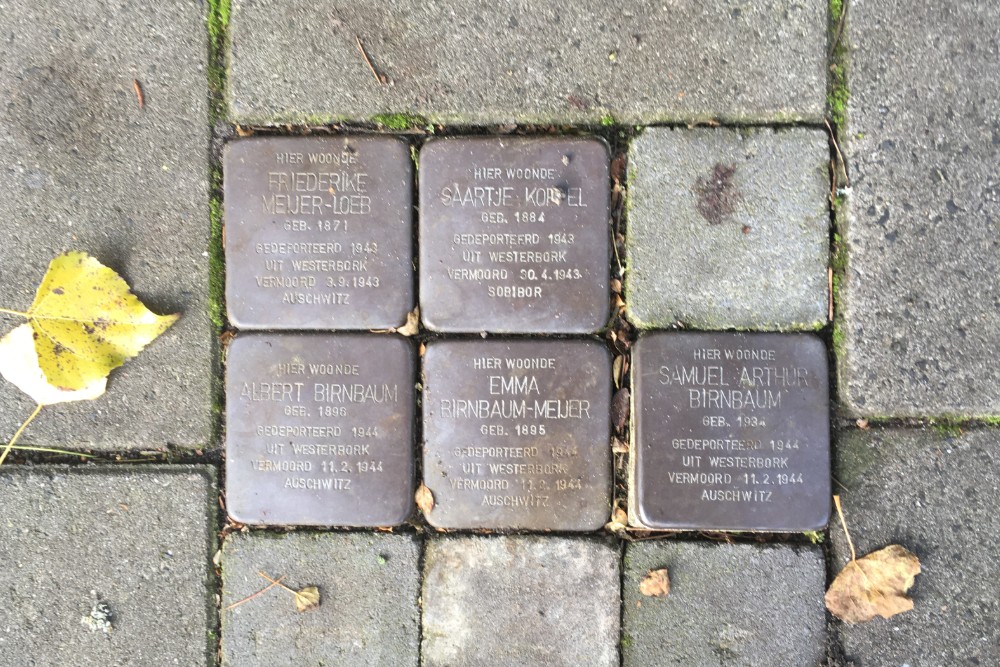 HIER WOONDE
FRIEDERIKE
MEIJER-LOEB
GEB. 1871
GEDEPORTEERD 1943
UIT WESTERBORK
VERMOORD 3.9.1943
AUSCHWITZ
HIER WOONDE
SAARTJE KOPPEL
GEB. 1884
GEDEPORTEERD 1943
UIT WESTERBORK
VERMOORD 30.4.1943
SOBIBOR
HIER WOONDE
ALBERT BIRNBAUM
GEB. 1896
GEDEPORTEERD 1944
UIT WESTERBORK
VERMOORD 11.2.1944
AUSCHWITZ
HIER WOONDE
EMMA
BIRNBAUM-MEIJER
GEB. 1895
GEDEPORTEERD 1944
UIT WESTERBORK
VERMOORD 11.2.1944
AUSCHWITZ
HIER WOONDE
SAMUEL ARTHUR
BIRNBAUM
GEB. 1934
GEDEPORTEERD 1944
UIT WESTERBORK
VERMOORD 11.2.1944
AUSCHWITZ